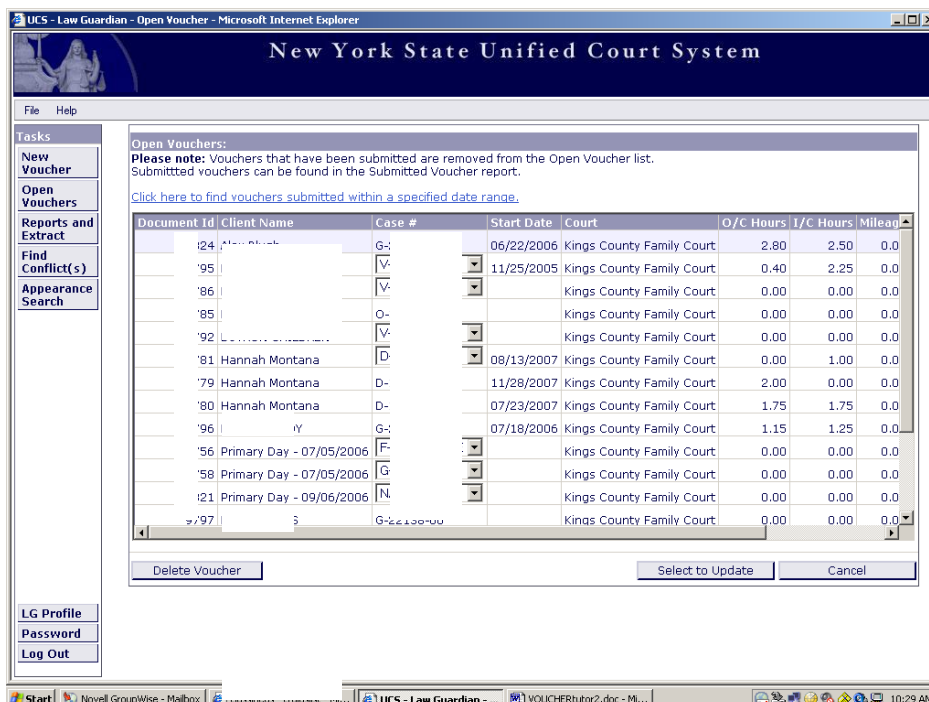 UCS - Law Guardian - Open Voucher - Microsoft Internet Explorer
New York State Unified Court System
File Help
Tasks
New Voucher
Open Vouchers
Reports and Extract
Find Conflict(s)
Appearance Search
Open Vouchers:
Please note: Vouchers that have been submitted are removed from the Open Voucher list.
Submittted vouchers can be found in the Submitted Voucher report.
Click here to find vouchers submitted within a specified date range.
Document Id Client Name Case # Start Date Court O/C Hours I/C Hours Mileag
24 G- 06/22/2006 Kings County Family Court 2.80 2.50 0.0
'95 V- 11/25/2005 Kings County Family Court 0.40 2.25 0.0
'86 V- Kings County Family Court 0.00 0.00 0.0
'85 O- Kings County Family Court 0.00 0.00 0.0
'92 V- Kings County Family Court 0.00 0.00 0.0
'81 Hannah Montana D- 08/13/2007 Kings County Family Court 0.00 1.00 0.0
'79 Hannah Montana D- 11/28/2007 Kings County Family Court 2.00 0.00 0.0
'80 Hannah Montana D- 07/23/2007 Kings County Family Court 1.75 1.75 0.0
'96 Y G- 07/18/2006 Kings County Family Court 1.15 1.25 0.0
'56 Primary Day - 07/05/2006 F- Kings County Family Court 0.00 0.00 0.0
'58 Primary Day - 07/05/2006 G- Kings County Family Court 0.00 0.00 0.0
21 Primary Day - 09/06/2006 N Kings County Family Court 0.00 0.00 0.0
9797 S Kings County Family Court 0.00 0.00 0.0
Delete Voucher Select to Update Cancel
LG Profile
Password
Log Out
Start Novell GroupWise - Mailbox UCS - Law Guardian - ... VOUCHERtutor2.doc - Mi... 10:29 AM